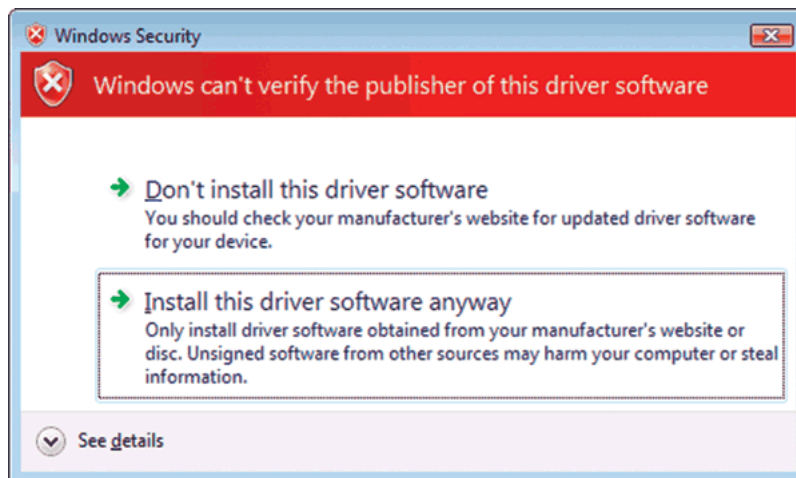 Windows Security
Windows can't verify the publisher of this driver software
Don't install this driver software
You should check your manufacturer's website for updated driver software
for your device.
Install this driver software anyway
Only install driver software obtained from your manufacturer's website or
disc. Unsigned software from other sources may harm your computer or steal
information.
See details